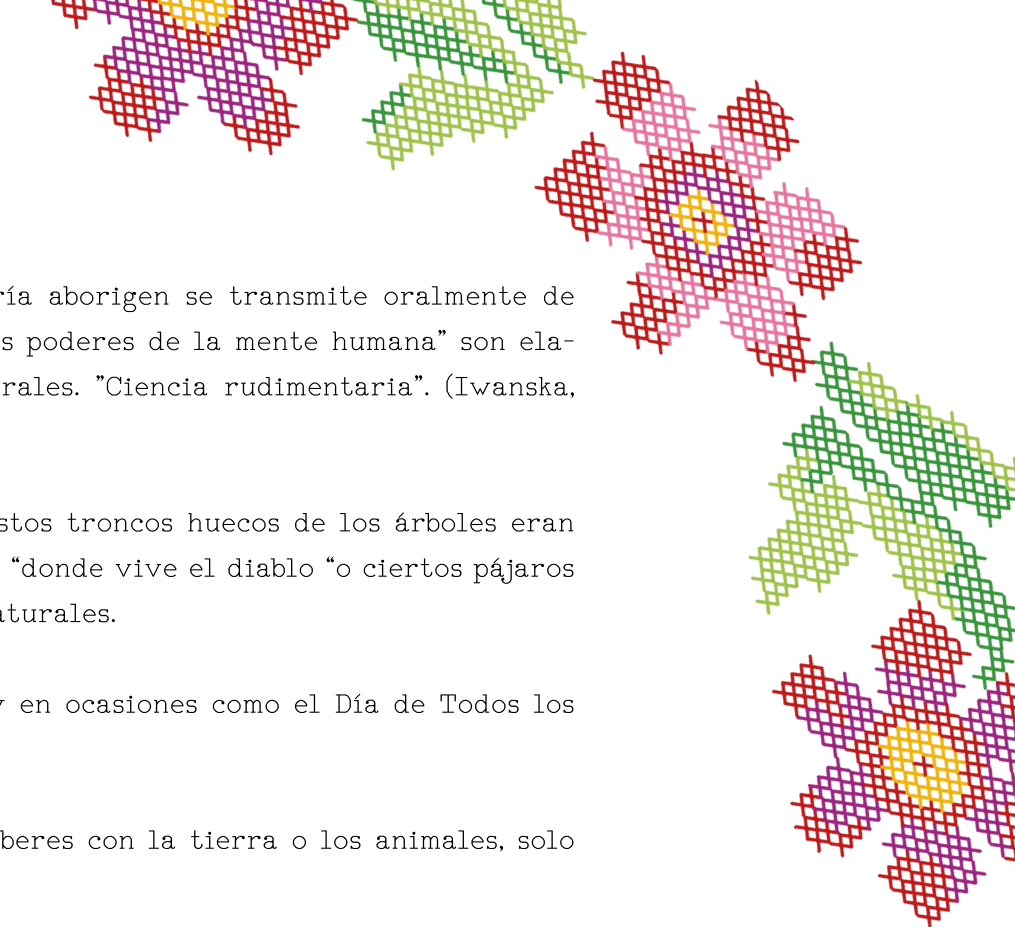 ría aborigen se transmite oralmente de
s poderes de la mente humana” son ela-
rales. ”Ciencia rudimentaria”. (Iwanska,
stos troncos huecos de los árboles eran
“donde vive el diablo “o ciertos pájaros
aturales.
y en ocasiones como el Día de Todos los
beres con la tierra o los animales, solo